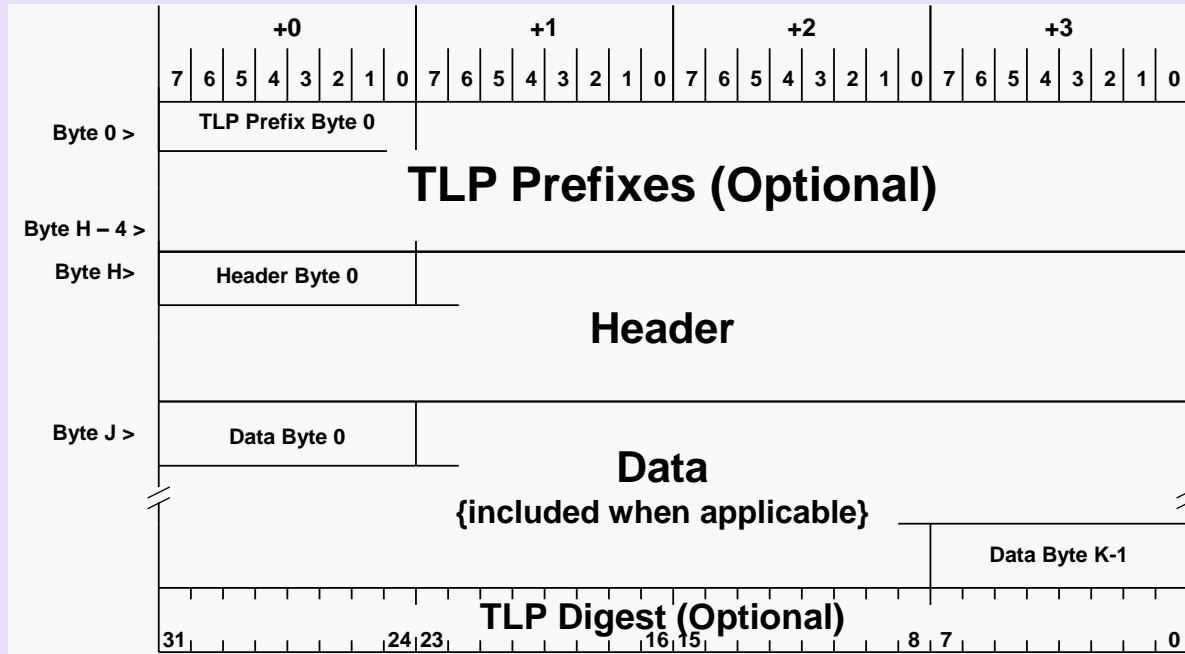 +0 +1 +2 +3
7 6 5 4 3 2 1 0 7 6 5 4 3 2 1 0 7 6 5 4 3 2 1 0 7 6 5 4 3 2 1 0
Byte 0 > TLP Prefix Byte 0
TLP Prefixes (Optional)
Byte H – 4 >
Byte H> Header Byte 0
Header
Byte J > Data Byte 0
Data
{included when applicable}
Data Byte K-1
TLP Digest (Optional)
31 24 23 16 15 8 7 0